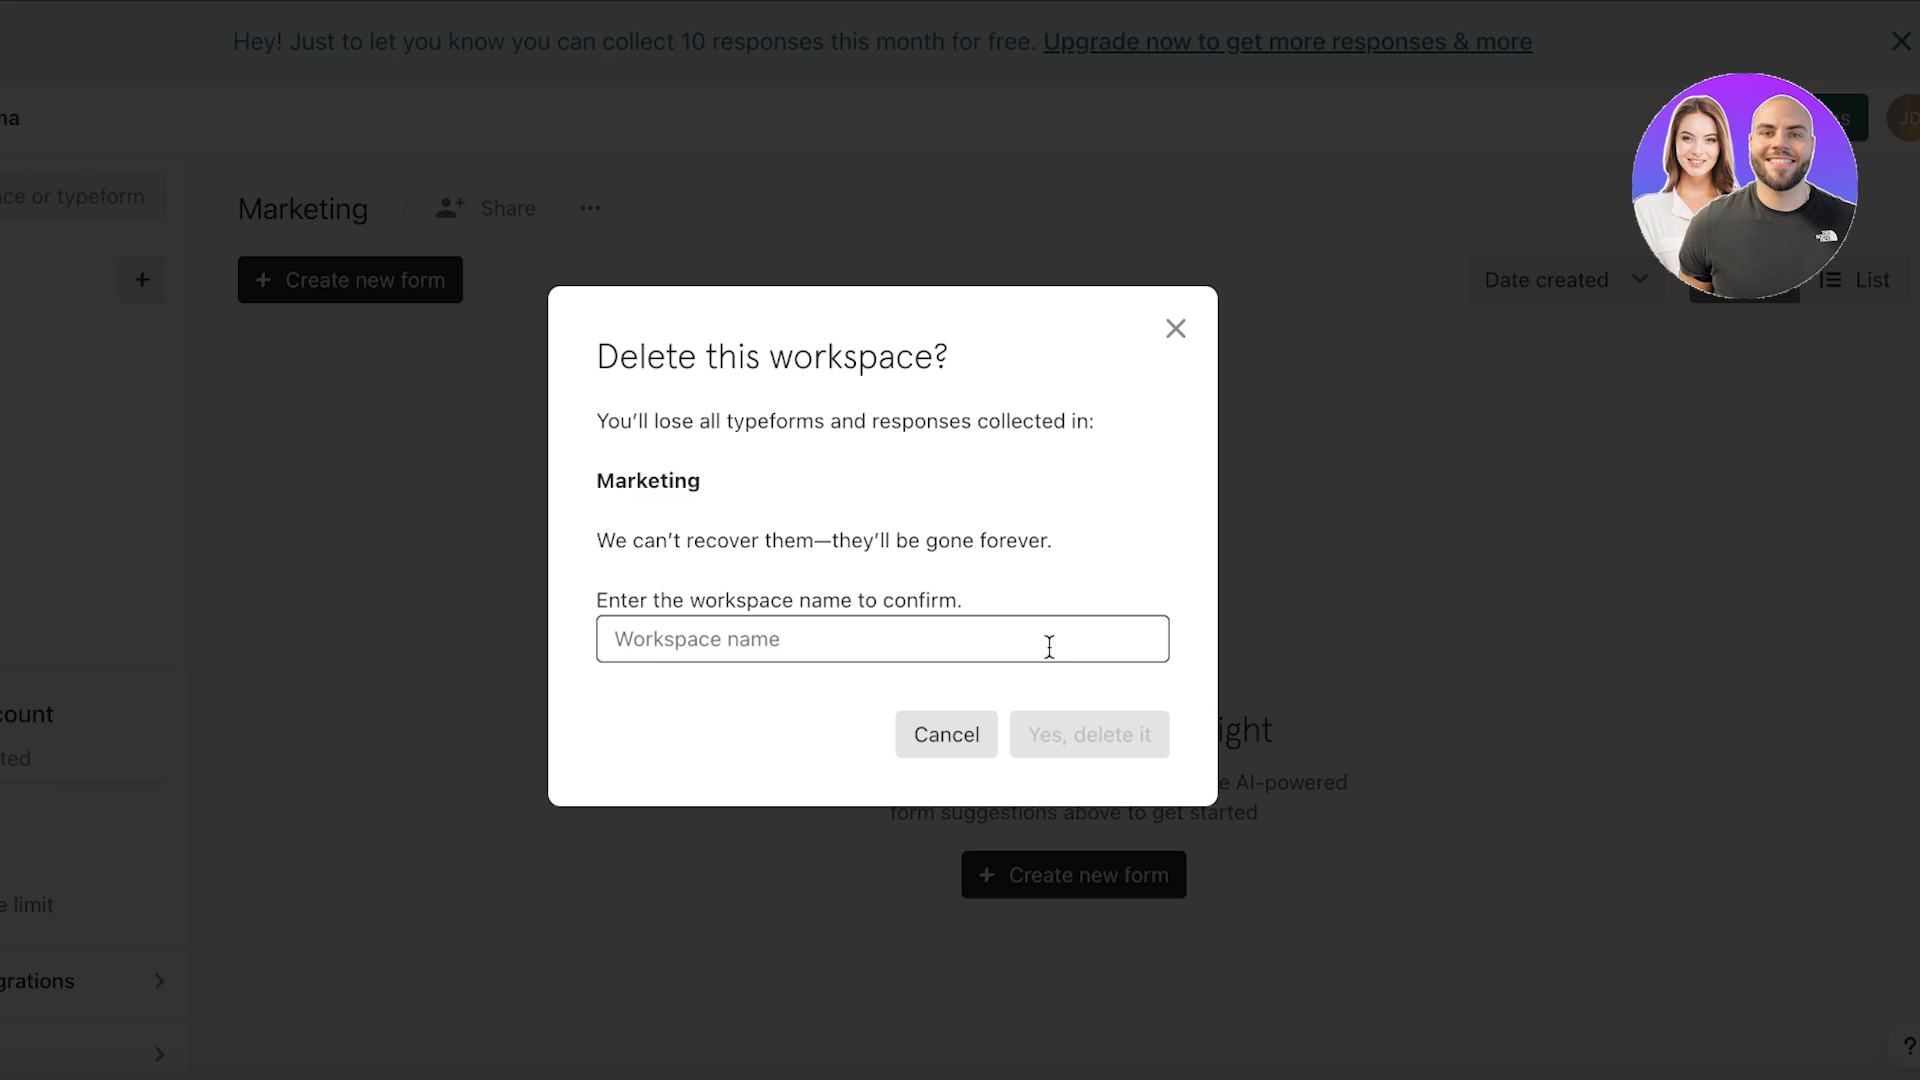 Hey! Just to let you know you can collect 10 responses this month for free. Upgrade now to get more responses & more
na
JD
ce or typeform
Marketing
Share
+ Create new form
Date created
List
Delete this workspace?
You'll lose all typeforms and responses collected in:
Marketing
We can't recover them—they'll be gone forever.
Enter the workspace name to confirm.
Workspace name
count
ted
Cancel
Yes, delete it
ight
e AI-powered
form suggestions above to get started
+ Create new form
e limit
grations
?